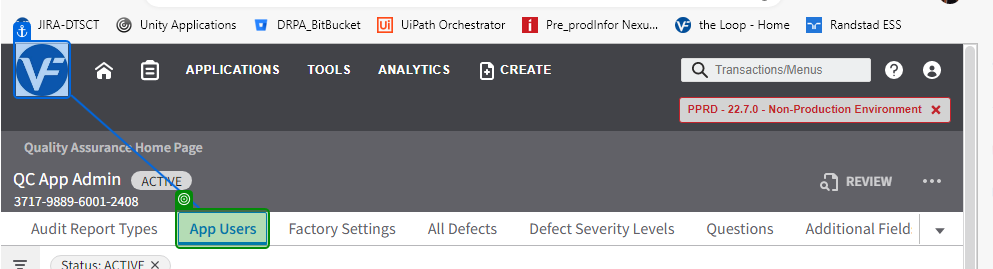 JIRA-DTSCT Unity Applications DRPA_BitBucket UiPath Orchestrator Pre_prodInfor Nexu... the Loop - Home Randstad ESS
VF APPLICATIONS TOOLS ANALYTICS CREATE Transactions/Menus
PPRD - 22.7.0 - Non-Production Environment
Quality Assurance Home Page
QC App Admin ACTIVE
REVIEW
3717-9889-6001-2408
Audit Report Types App Users Factory Settings All Defects Defect Severity Levels Questions Additional Field
Status: ACTIVE